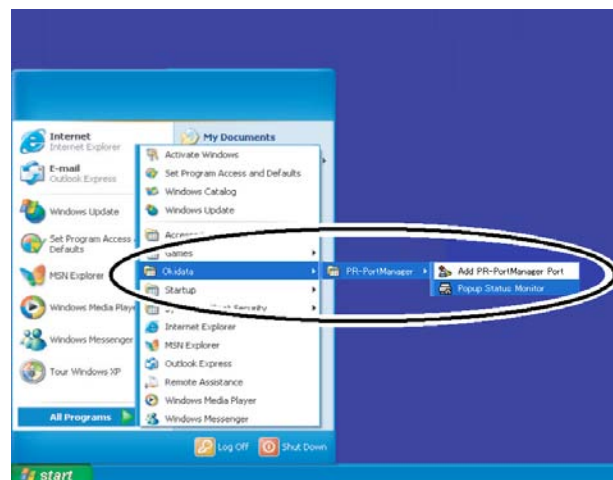 Internet
Internet Explorer
E-mail
Outlook Express
Windows Update
Set Program Access
Defaults
MSN Explorer
Windows Media Play
Windows Messenger
Tour Windows XP
All Programs
My Documents
Activate Windows
Set Program Access and Defaults
Windows Catalog
Windows Update
Games
Okidata
Startup
Internet Explorer
MSN Explorer
Outlook Express
Remote Assistance
Windows Media Player
Windows Messenger
PR-PortManager
Add PR-PortManager Port
Popup Status Monitor
Log Off
Shut Down
start